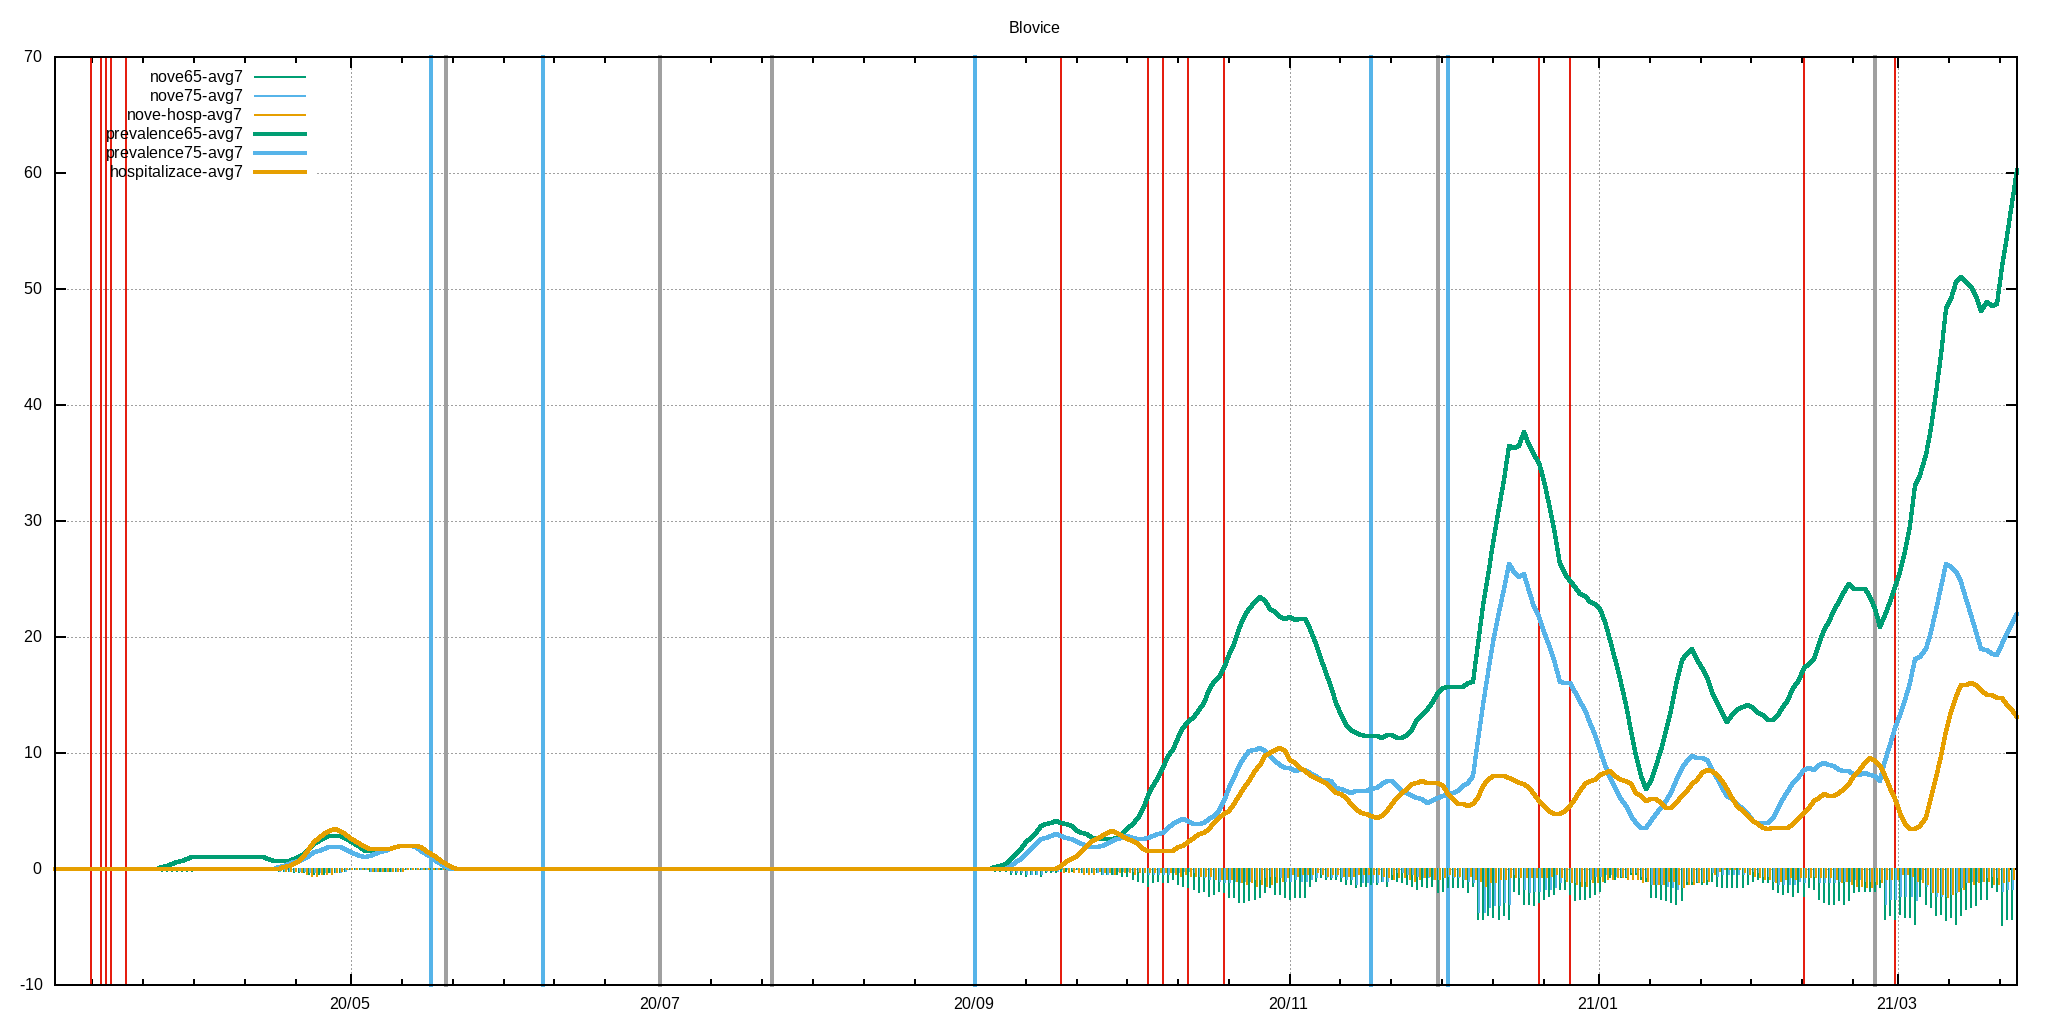 Blovice
70
60
50
40
30
20
10
0
-10
nove65-avg7
nove75-avg7
nove-hosp-avg7
prevalence65-avg7
prevalence75-avg7
hospitalizace-avg7
20/05 20/07 20/09 20/11 21/01 21/03